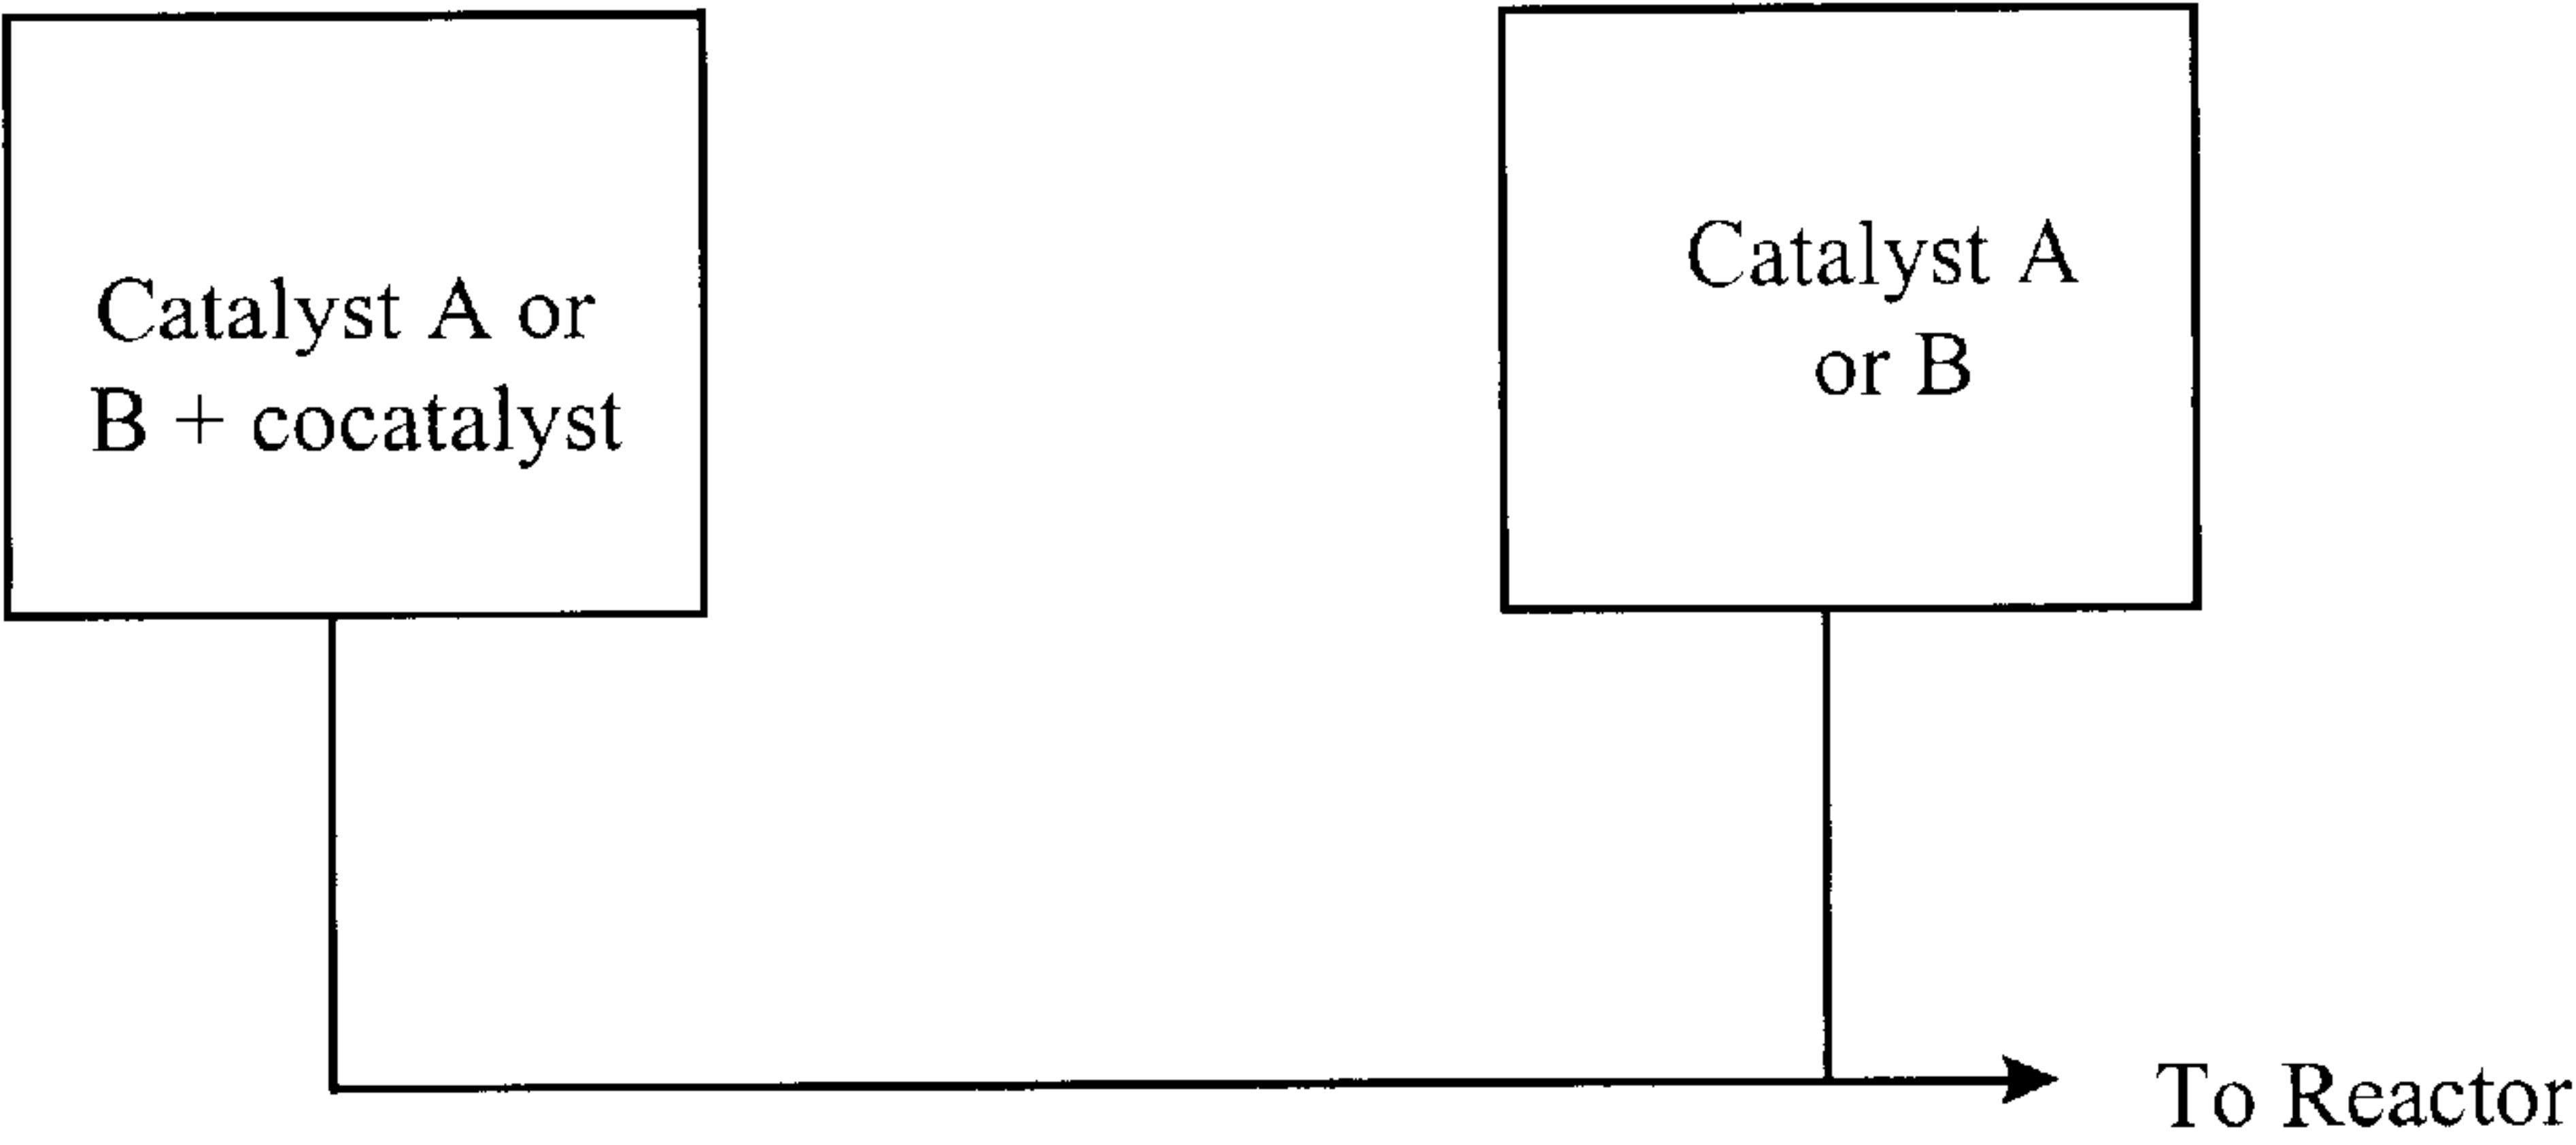 Catalyst A or
B + cocatalyst
Catalyst A
or B
To Reactor